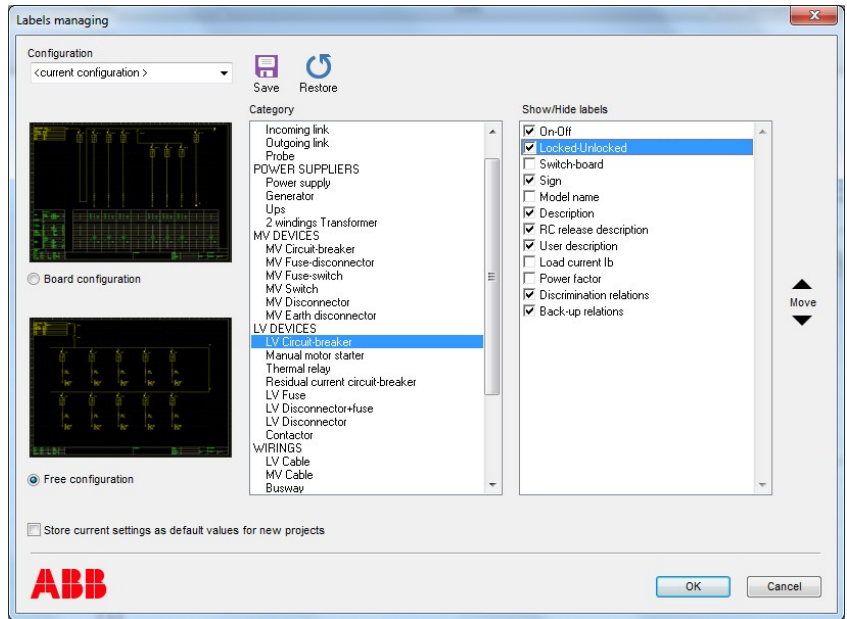 Labels managing
Configuration
<current configuration >
Save
Restore
Category
Incoming link
Outgoing link
Probe
POWER SUPPLIERS
Power supply
Generator
Ups
2 windings Transformer
MV DEVICES
MV Circuit-breaker
MV Fuse-disconnector
MV Fuse-switch
MV Switch
MV Disconnector
MV Earth disconnector
LV DEVICES
LV Circuit-breaker
Manual motor starter
Thermal relay
Residual current circuit-breaker
LV Fuse
LV Disconnector+fuse
LV Disconnector
Contactor
WIRINGS
LV Cable
MV Cable
Busway
Show/Hide labels
On-Off
Locked-Unlocked
Switch-board
Sign
Model name
Description
RC release description
User description
Load current Ib
Power factor
Discrimination relations
Back-up relations
Move
Board configuration
Free configuration
Store current settings as default values for new projects
ABB
OK
Cancel